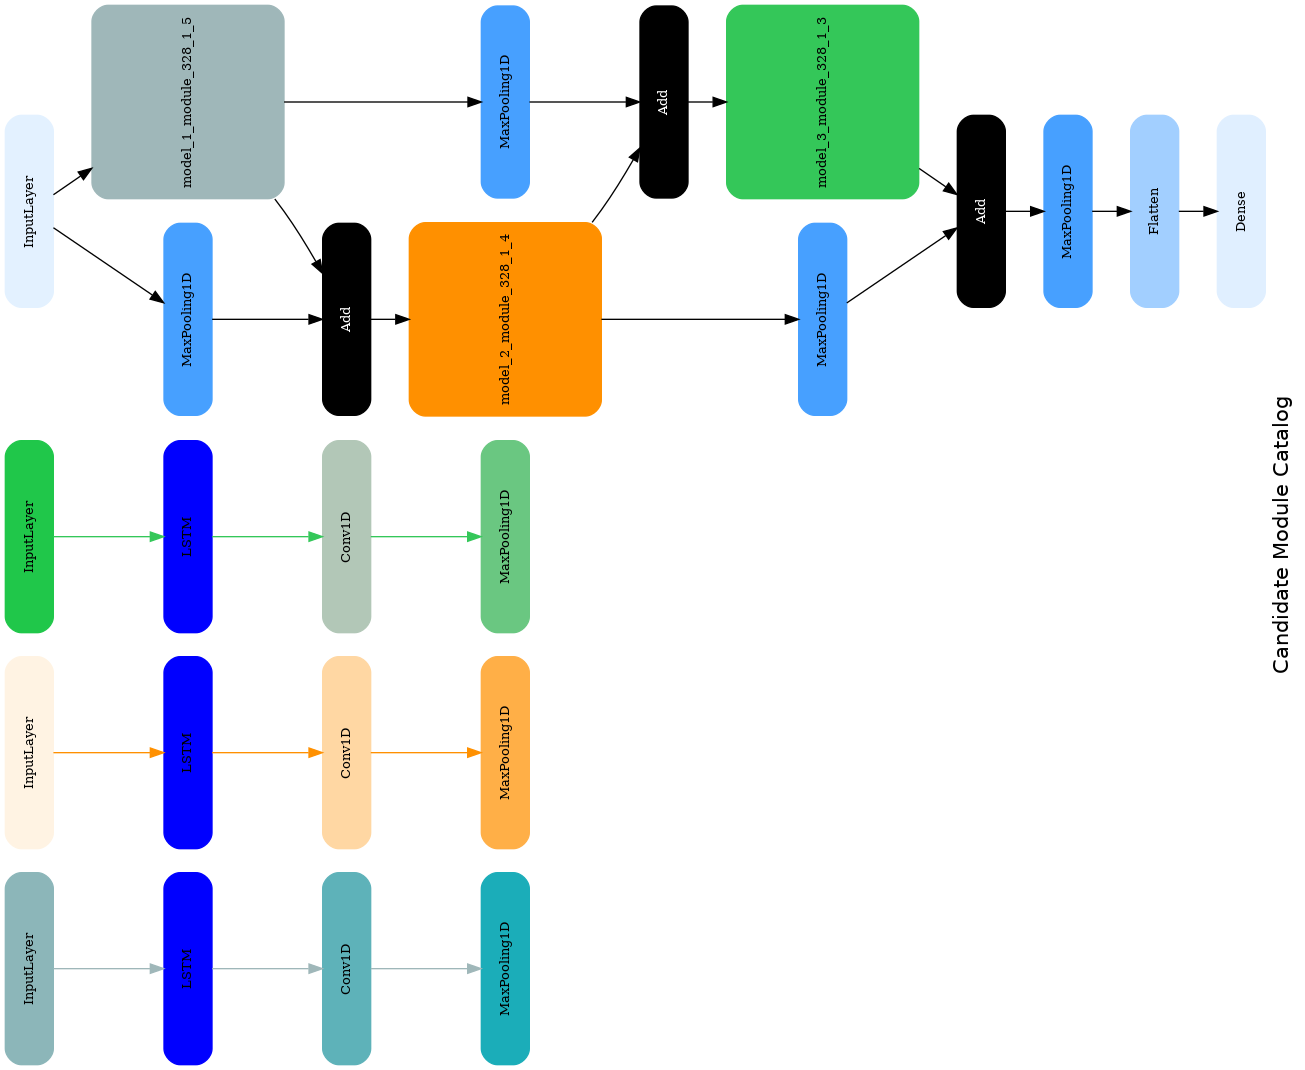 InputLayer
model_1_module_328_1_5
MaxPooling1D
MaxPooling1D
Add
model_2_module_328_1_4
Add
model_3_module_328_1_3
MaxPooling1D
Add
MaxPooling1D
Flatten
Dense
InputLayer
LSTM
Conv1D
MaxPooling1D
InputLayer
LSTM
Conv1D
MaxPooling1D
InputLayer
LSTM
Conv1D
MaxPooling1D
Candidate Module Catalog